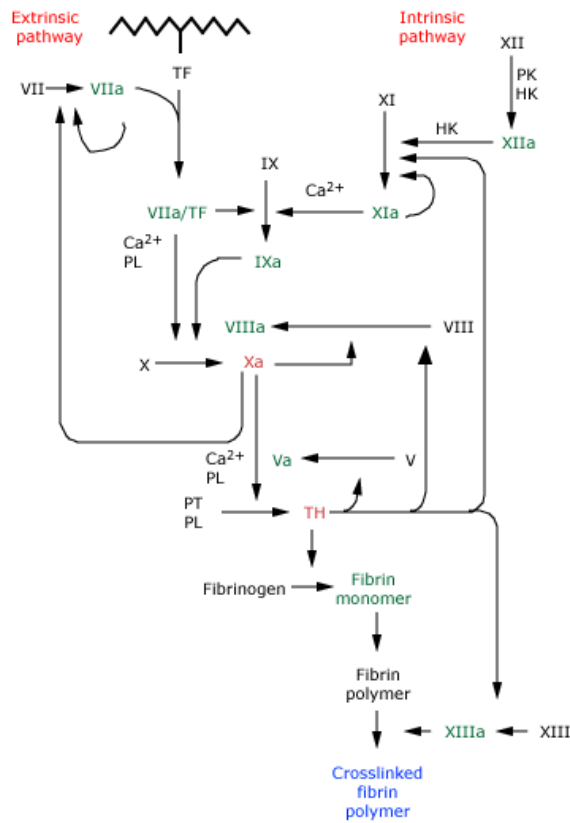 Extrinsic
pathway
Intrinsic
pathway
XII
TF
PK
HK
VII
VIIa
XI
HK
XIIa
IX
Ca2+
VIIa/TF
XIa
Ca2+
PL
IXa
VIIIa
VIII
X
Xa
Ca2+
PL
Va
V
PT
PL
TH
Fibrinogen
Fibrin
monomer
Fibrin
polymer
XIIIa
XIII
Crosslinked
fibrin
polymer